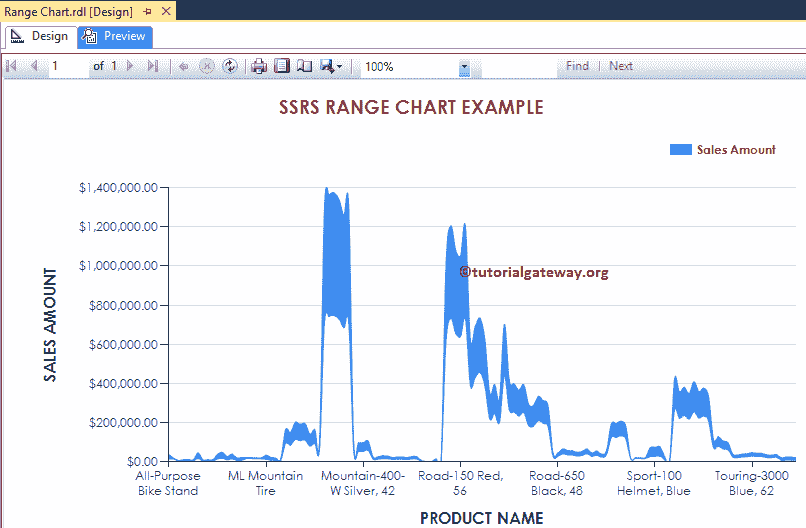 Range Chart.rdl [Design]
Design
Preview
1
of 1
100%
Find | Next
SSRS RANGE CHART EXAMPLE
Sales Amount
$1,400,000.00
$1,200,000.00
$1,000,000.00
©tutorialgateway.org
$800,000.00
$600,000.00
$400,000.00
$200,000.00
$0.00
SALES AMOUNT
All-Purpose
Bike Stand
ML Mountain
Tire
Mountain-400-
W Silver, 42
Road-150 Red,
56
Road-650
Black, 48
Sport-100
Helmet, Blue
Touring-3000
Blue, 62
PRODUCT NAME